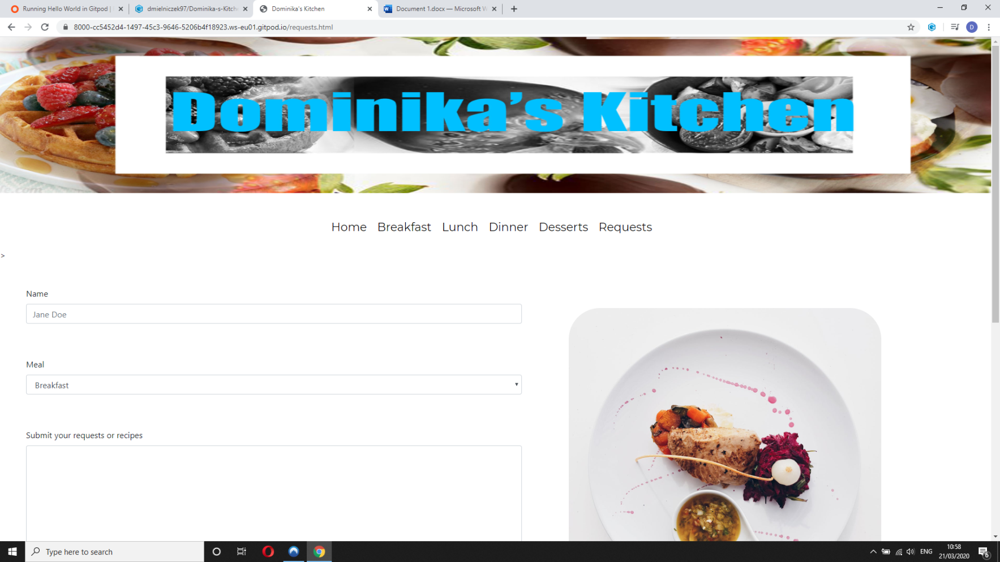 Running Hello World in Gitpod |
dmielniczek97/Dominika-s-Kitch
Dominika's Kitchen
Document 1.docx — Microsoft W
8000-cc5452d4-1497-45c3-9646-5206b4f18923.ws-eu01.gitpod.io/requests.html
D
Dominika's Kitchen
Home Breakfast Lunch Dinner Desserts Requests
>
Name
Jane Doe
Meal
Breakfast
Submit your requests or recipes
Type here to search
ENG
10:58
21/03/2020
6